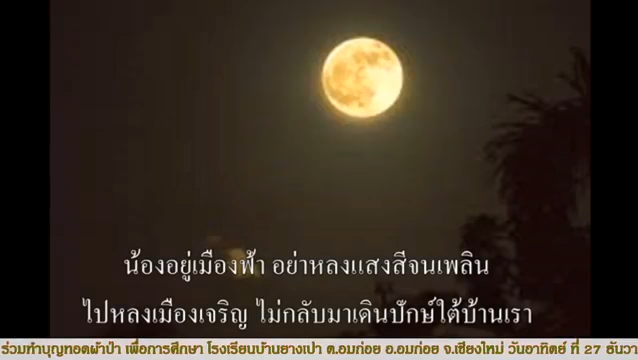 น้องอยู่เมืองฟ้า อย่าหลงแสงสีจนเพลิน
ไปหลงเมืองเจริญ ไม่กลับมาเดินปักษ์ใต้บ้านเรา
ร่วมทำบุญทอดผ้าป่า เพื่อการศึกษา โรงเรียนบ้านยางเปา ต.อมก๋อย อ.อมก๋อย จ.เชียงใหม่ วันอาทิตย์ ที่ 27 ธันวา